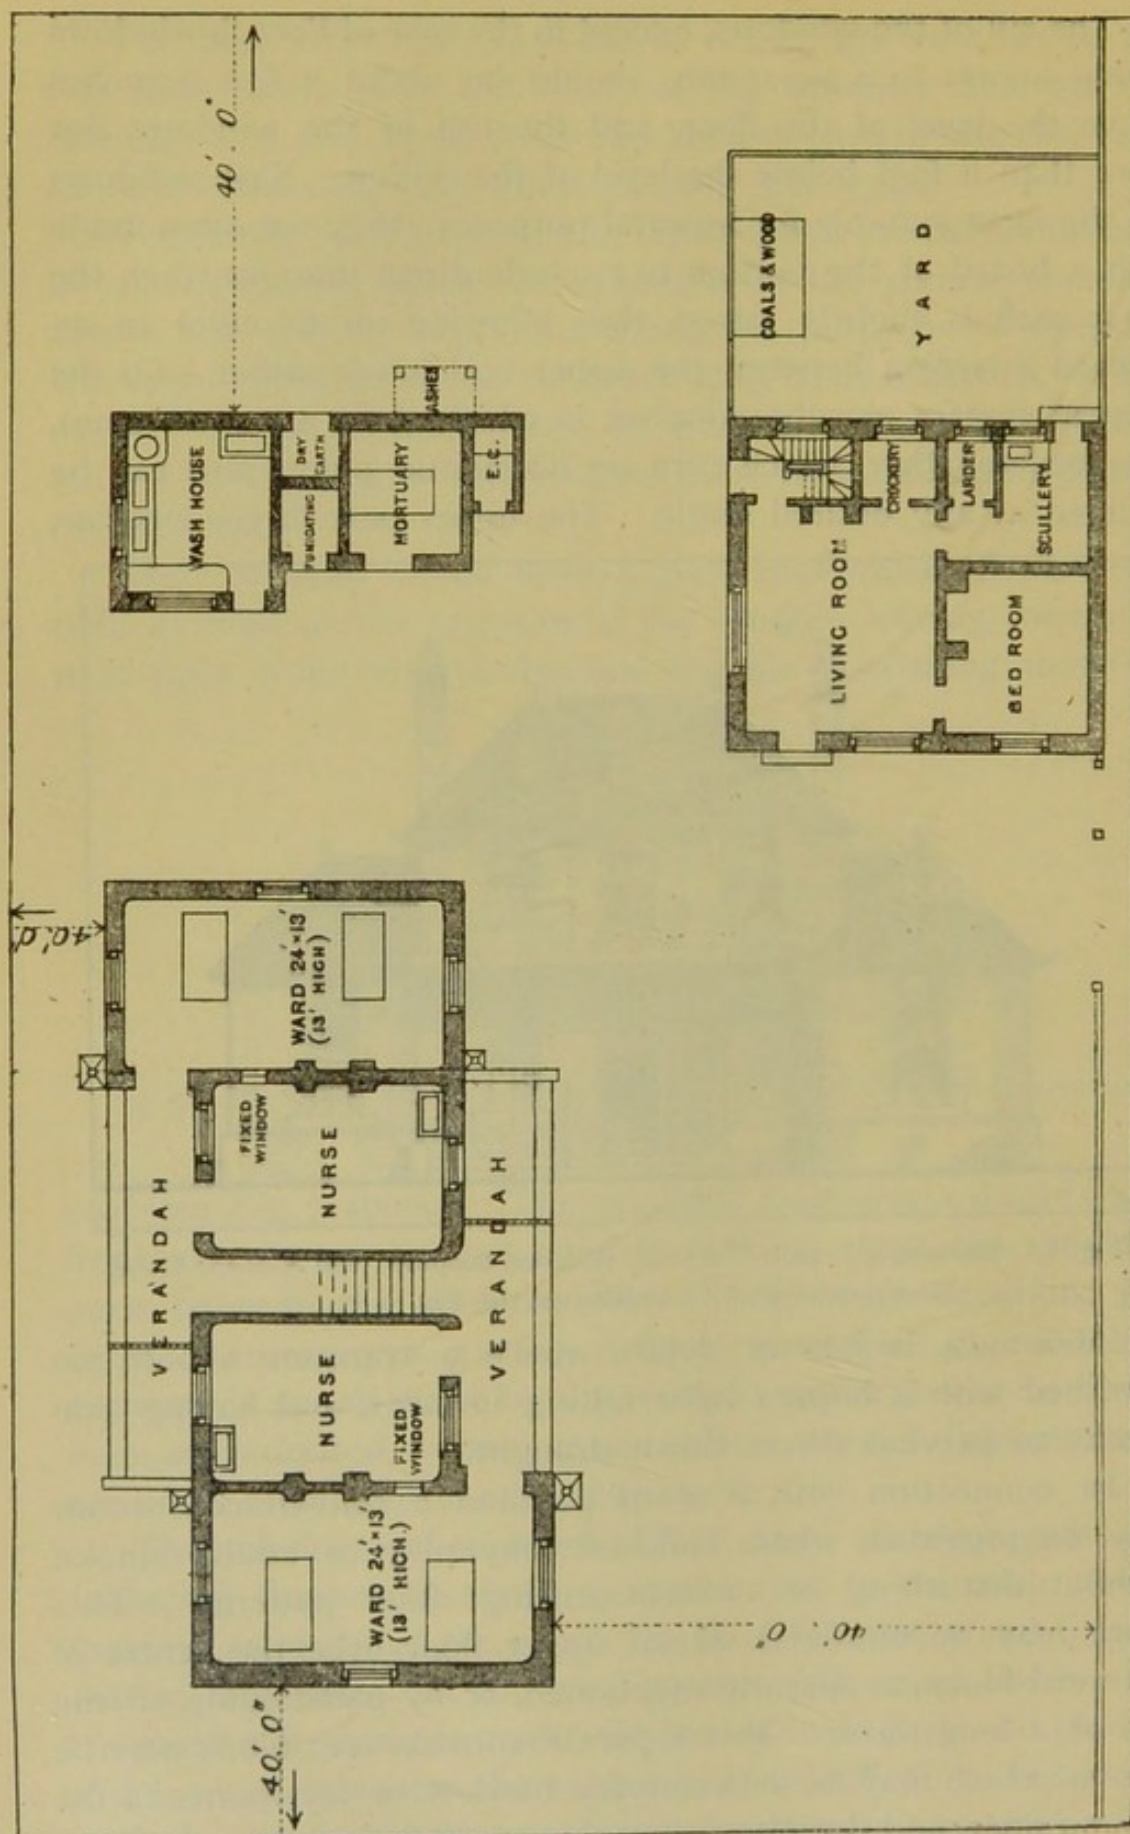 40'. 0"
WASH HOUSE
DRY
EARTH
FUMIGATING
MORTUARY
ASHES
E.C.
COALS & WOOD
YARD
CROCKERY
LARDER
SCULLERY
LIVING ROOM
BED ROOM
40'. 0"
WARD 24'×13'
(13' HIGH)
FIXED
WINDOW
NURSE
VERANDAH
VERANDAH
NURSE
FIXED
WINDOW
WARD 24'×13'
(13' HIGH.)
40'. 0"
40'. 0"